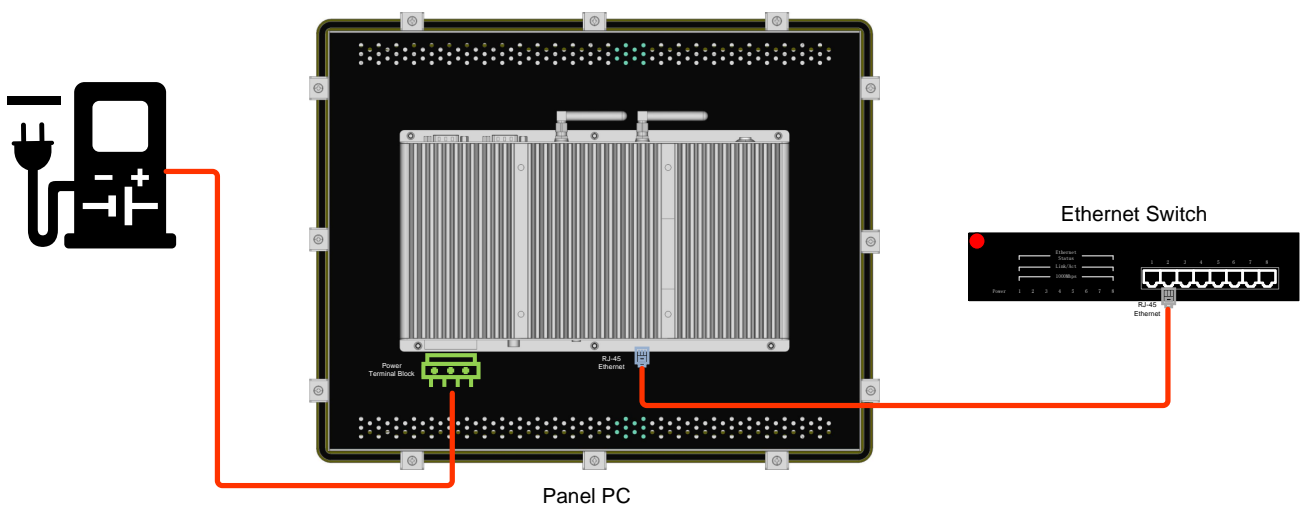 Ethernet Switch
Ethernet
Status
Link/Act
100Mbps
Power 1 2 3 4 5 6 7 8
1 2 3 4 5 6 7 8
RJ-45
Ethernet
Power
Terminal Block
RJ-45
Ethernet
Panel PC